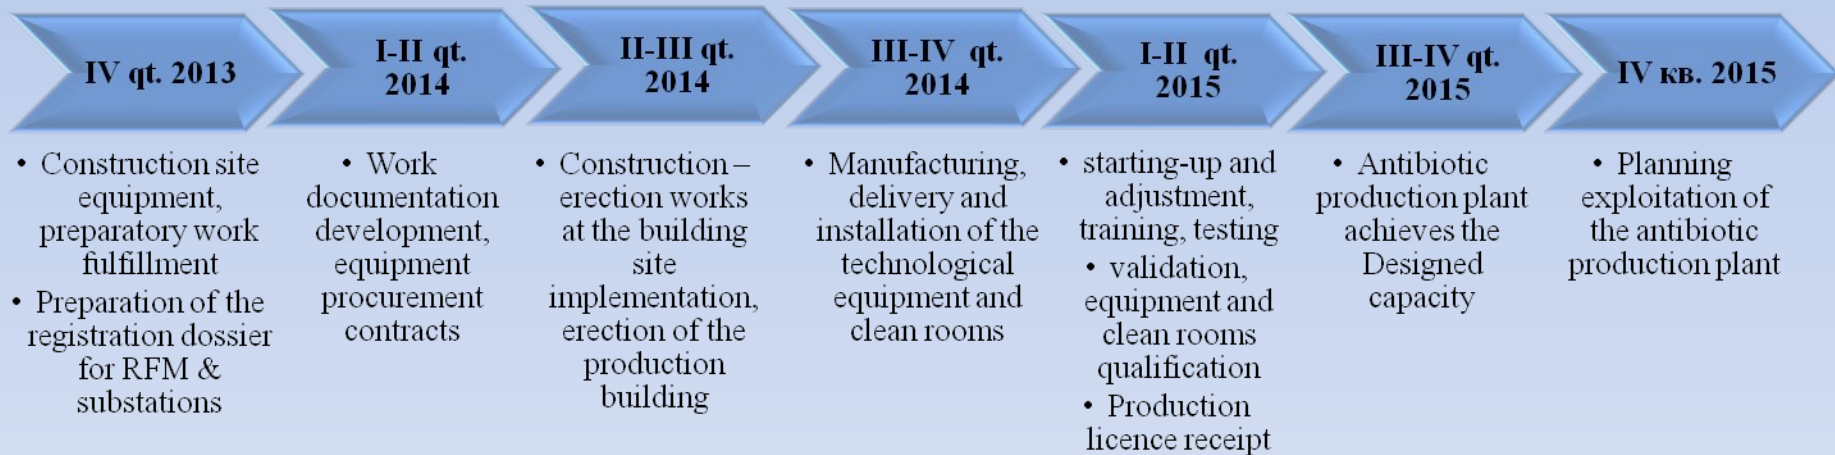 IV qt. 2013
I-II qt.
2014
II-III qt.
2014
III-IV qt.
2014
I-II qt.
2015
III-IV qt.
2015
IV кв. 2015
• Construction site
equipment,
preparatory work
fulfillment
• Preparation of the
registration dossier
for RFM &
substations
• Work
documentation
development,
equipment
procurement
contracts
• Construction –
erection works
at the building
site
implementation,
erection of the
production
building
• Manufacturing,
delivery and
installation of the
technological
equipment and
clean rooms
• starting-up and
adjustment,
training, testing
• validation,
equipment and
clean rooms
qualification
• Production
licence receipt
• Antibiotic
production plant
achieves the
Designed
capacity
• Planning
exploitation of
the antibiotic
production plant